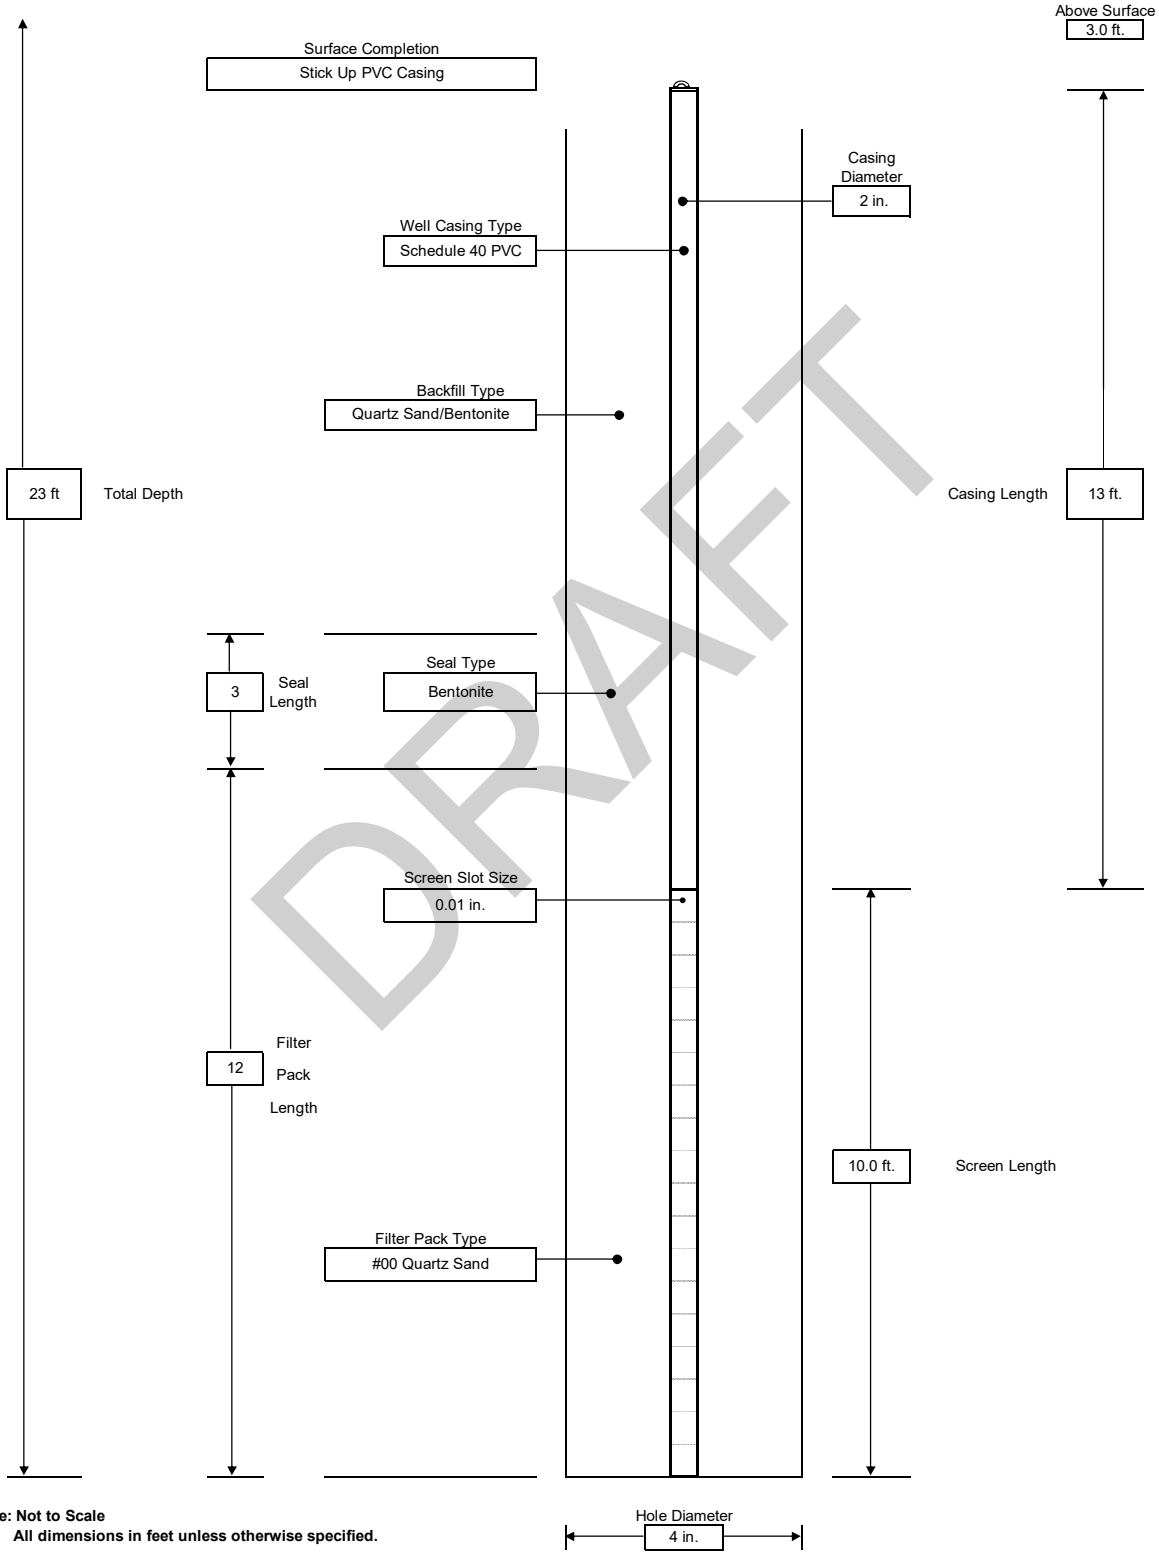 Above Surface
3.0 ft.
Surface Completion
Stick Up PVC Casing
Casing
Diameter
2 in.
Well Casing Type
Schedule 40 PVC
Backfill Type
Quartz Sand/Bentonite
23 ft
Total Depth
Casing Length
13 ft.
Seal Type
3
Seal
Length
Bentonite
DRAFT
Screen Slot Size
0.01 in.
Filter
12
Pack
Length
10.0 ft.
Screen Length
Filter Pack Type
#00 Quartz Sand
e: Not to Scale
All dimensions in feet unless otherwise specified.
Hole Diameter
4 in.